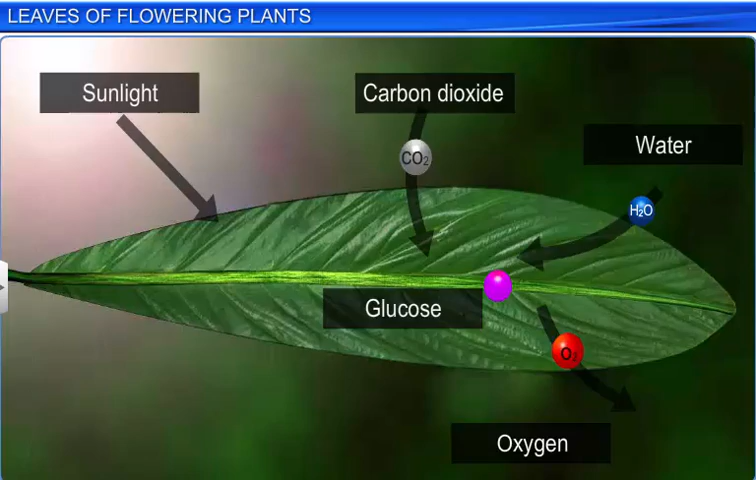 LEAVES OF FLOWERING PLANTS
Sunlight
Carbon dioxide
Water
CO₂
H₂O
Glucose
O₂
Oxygen